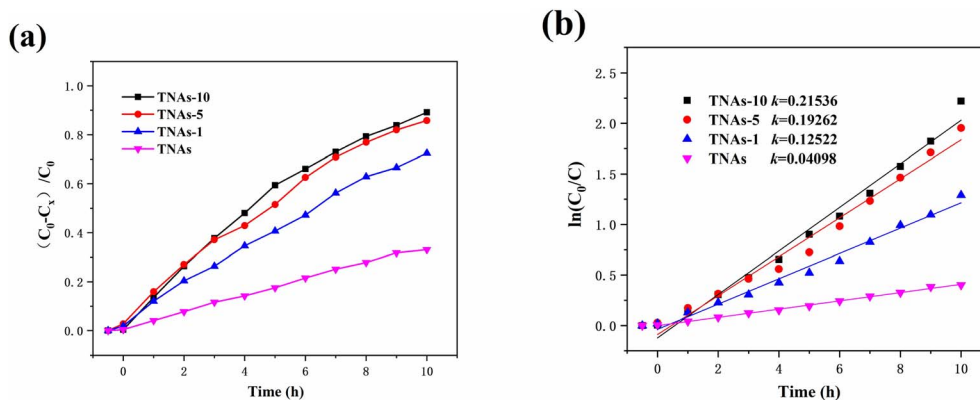 (a)
1.0
0.8
0.6
0.4
0.2
0.0
（C₀-Cₓ）/C₀
TNAs-10
TNAs-5
TNAs-1
TNAs
0 2 4 6 8 10
Time (h)
(b)
2.5
2.0
1.5
1.0
0.5
0.0
ln(C₀/C)
TNAs-10 k=0.21536
TNAs-5 k=0.19262
TNAs-1 k=0.12522
TNAs k=0.04098
0 2 4 6 8 10
Time (h)